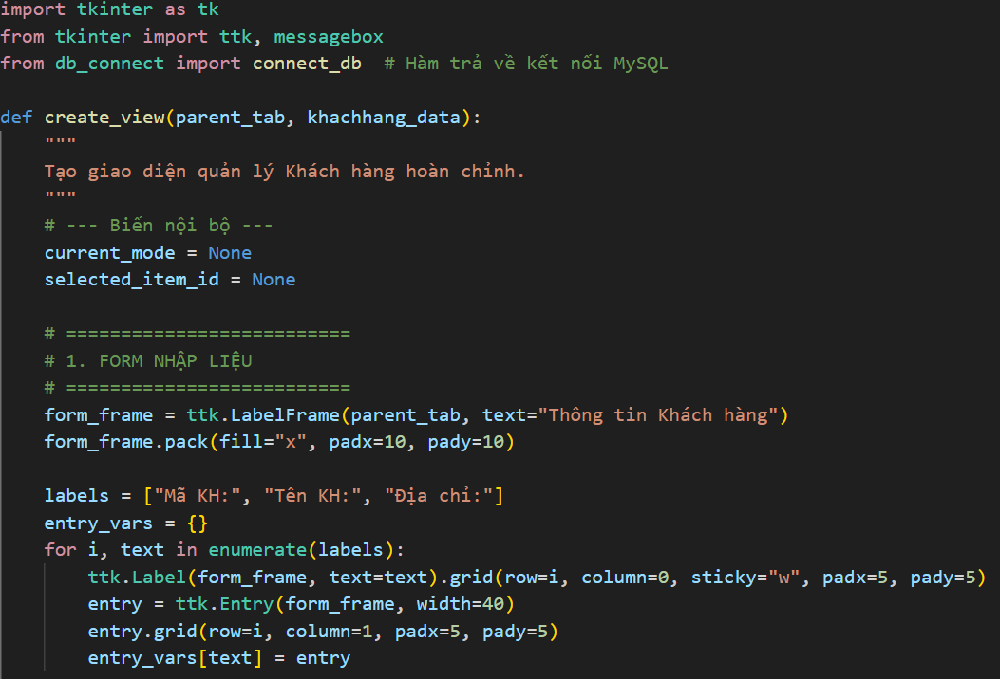 import tkinter as tk
from tkinter import ttk, messagebox
from db_connect import connect_db  # Hàm trả về kết nối MySQL

def create_view(parent_tab, khachhang_data):
    """
    Tạo giao diện quản lý Khách hàng hoàn chỉnh.
    """
    # --- Biến nội bộ ---
    current_mode = None
    selected_item_id = None

    # ==========================
    # 1. FORM NHẬP LIỆU
    # ==========================
    form_frame = ttk.LabelFrame(parent_tab, text="Thông tin Khách hàng")
    form_frame.pack(fill="x", padx=10, pady=10)

    labels = ["Mã KH:", "Tên KH:", "Địa chỉ:"]
    entry_vars = {}
    for i, text in enumerate(labels):
        ttk.Label(form_frame, text=text).grid(row=i, column=0, sticky="w", padx=5, pady=5)
        entry = ttk.Entry(form_frame, width=40)
        entry.grid(row=i, column=1, padx=5, pady=5)
        entry_vars[text] = entry